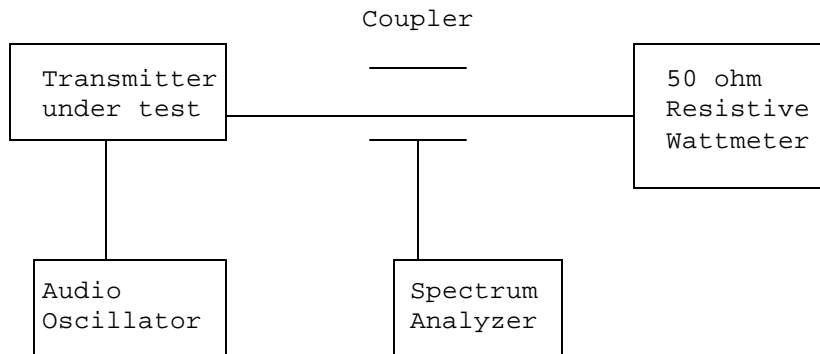 Coupler
Transmitter
under test
50 ohm
Resistive
Wattmeter
Audio
Oscillator
Spectrum
Analyzer